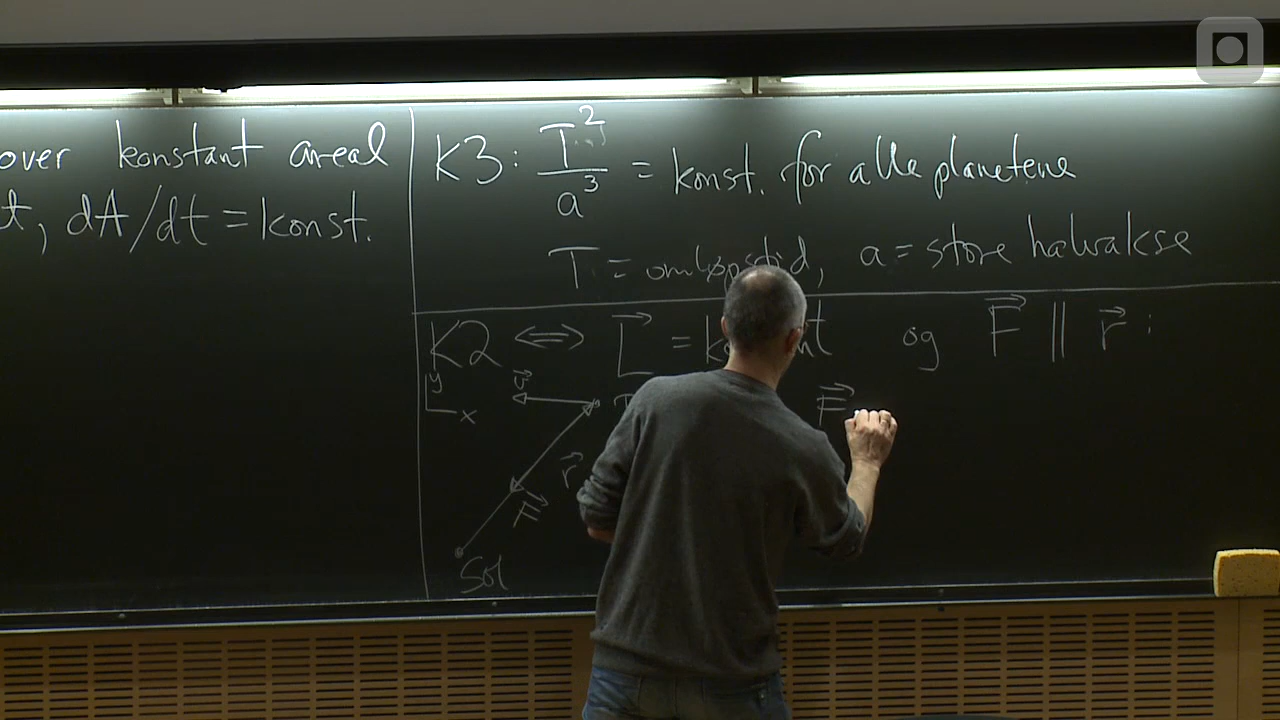 over konstant areal
t, dA/dt = konst.
K3: T²/a³ = konst. for alle planetene
T = omløpstid, a = store halvakse
K2 ⇔ L⃗ = konstant og F⃗ || r⃗ :
y
x
v⃗
F⃗
r⃗
F⃗
Sol